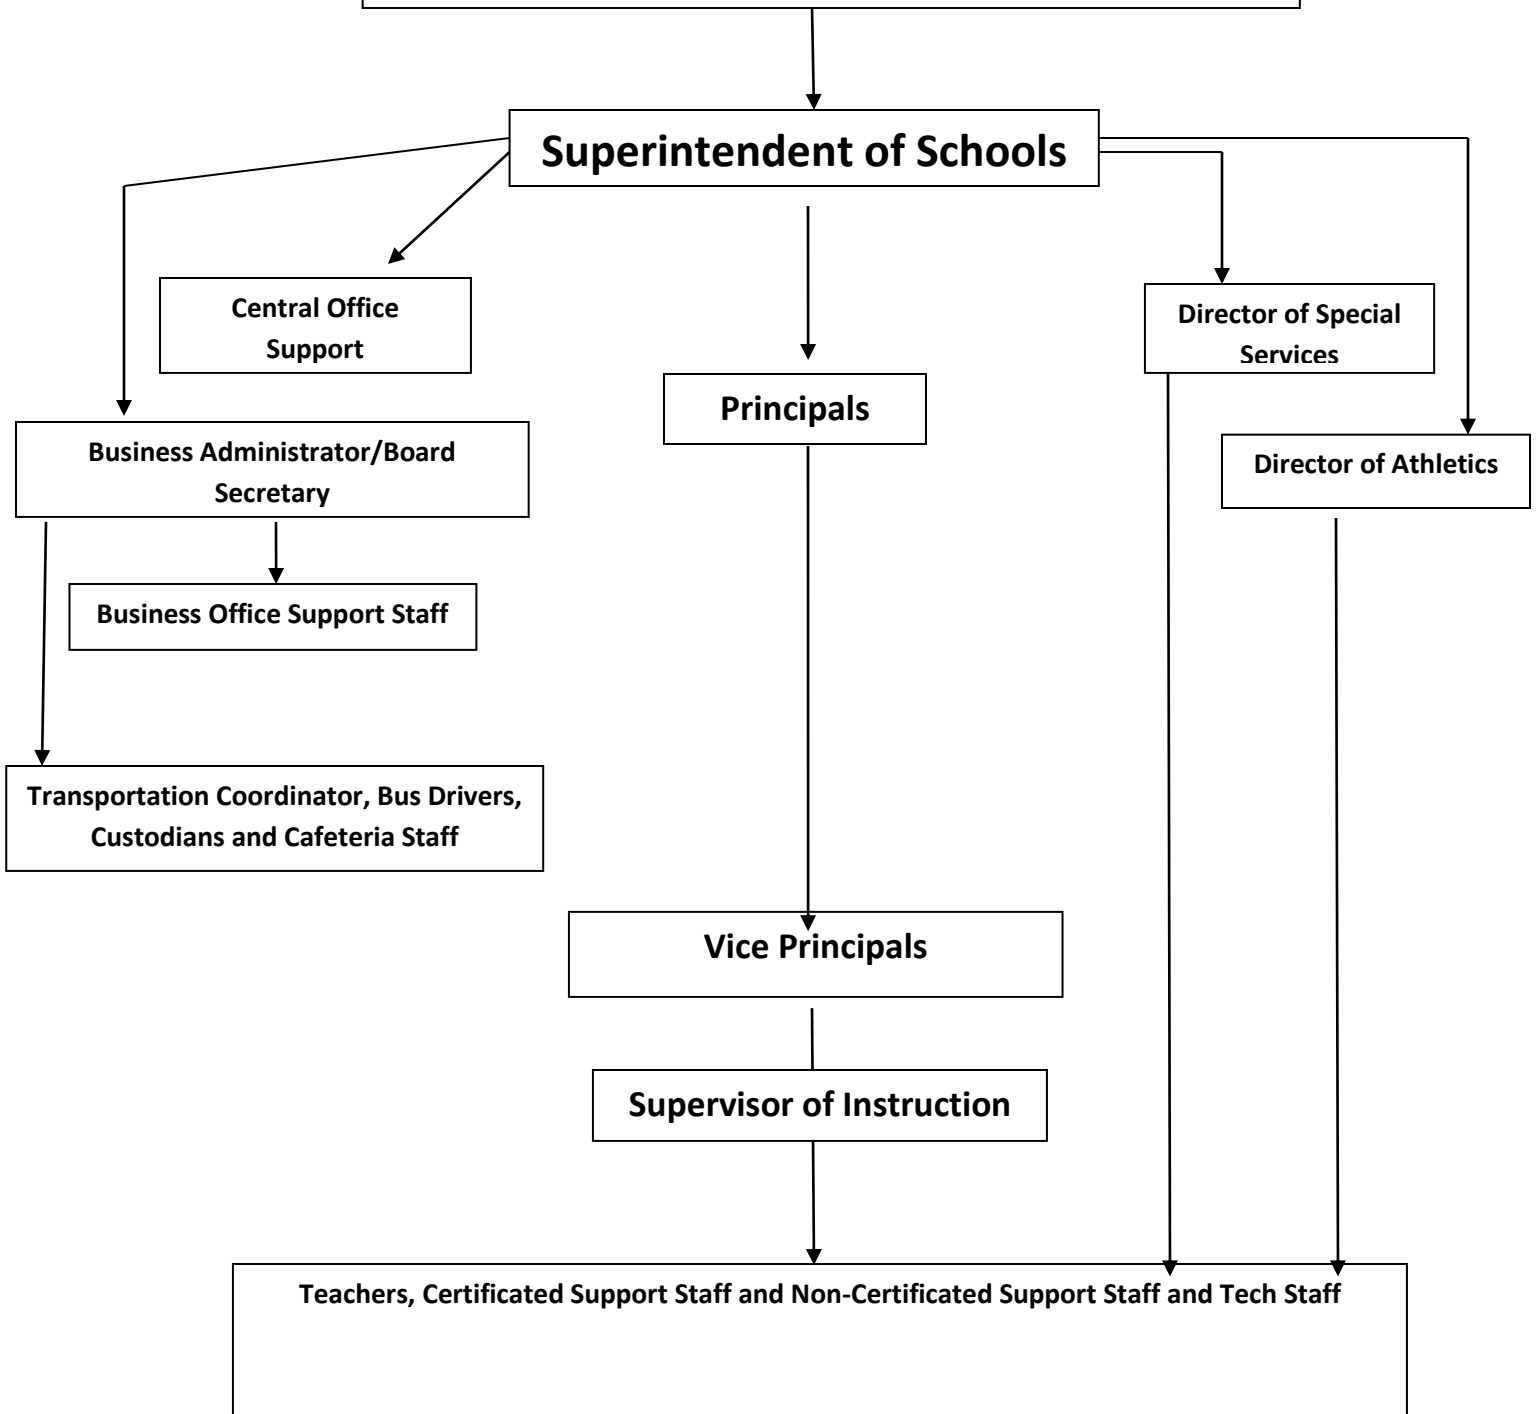 Superintendent of Schools
Central Office
Support
Director of Special
Services
Principals
Business Administrator/Board
Secretary
Director of Athletics
Business Office Support Staff
Transportation Coordinator, Bus Drivers,
Custodians and Cafeteria Staff
Vice Principals
Supervisor of Instruction
Teachers, Certificated Support Staff and Non-Certificated Support Staff and Tech Staff